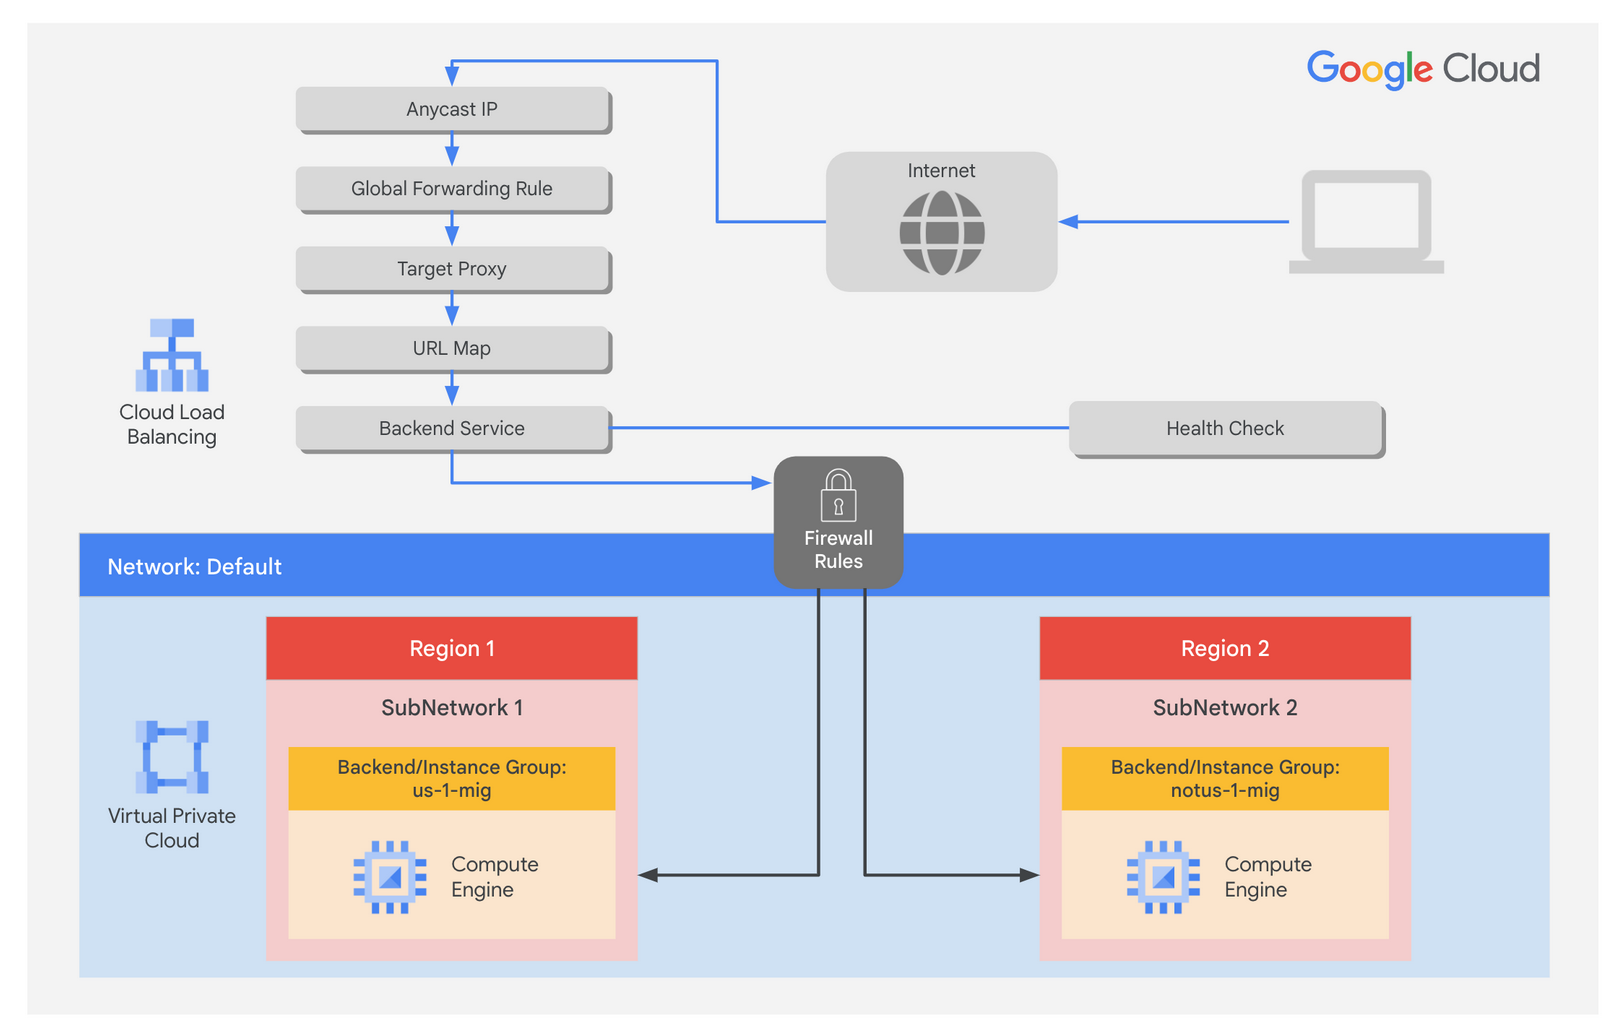 Google Cloud
Anycast IP
Global Forwarding Rule
Target Proxy
URL Map
Backend Service
Internet
Cloud Load
Balancing
Health Check
Firewall
Rules
Network: Default
Region 1
SubNetwork 1
Backend/Instance Group:
us-1-mig
Compute
Engine
Region 2
SubNetwork 2
Backend/Instance Group:
notus-1-mig
Compute
Engine
Virtual Private
Cloud